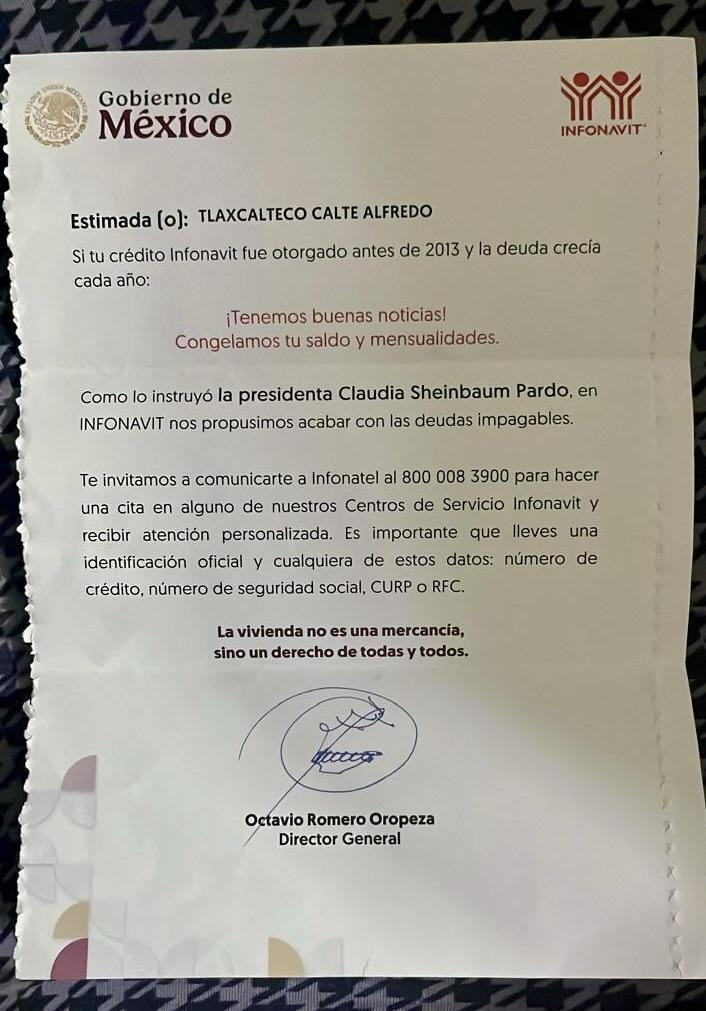 Gobierno de
México
INFONAVIT
Estimada (o): TLAXCALTECO CALTE ALFREDO
Si tu crédito Infonavit fue otorgado antes de 2013 y la deuda crecía
cada año:
¡Tenemos buenas noticias!
Congelamos tu saldo y mensualidades.
Como lo instruyó la presidenta Claudia Sheinbaum Pardo, en
INFONAVIT nos propusimos acabar con las deudas impagables.
Te invitamos a comunicarte a Infonatel al 800 008 3900 para hacer
una cita en alguno de nuestros Centros de Servicio Infonavit y
recibir atención personalizada. Es importante que lleves una
identificación oficial y cualquiera de estos datos: número de
crédito, número de seguridad social, CURP o RFC.
La vivienda no es una mercancía,
sino un derecho de todas y todos.
Octavio Romero Oropeza
Director General